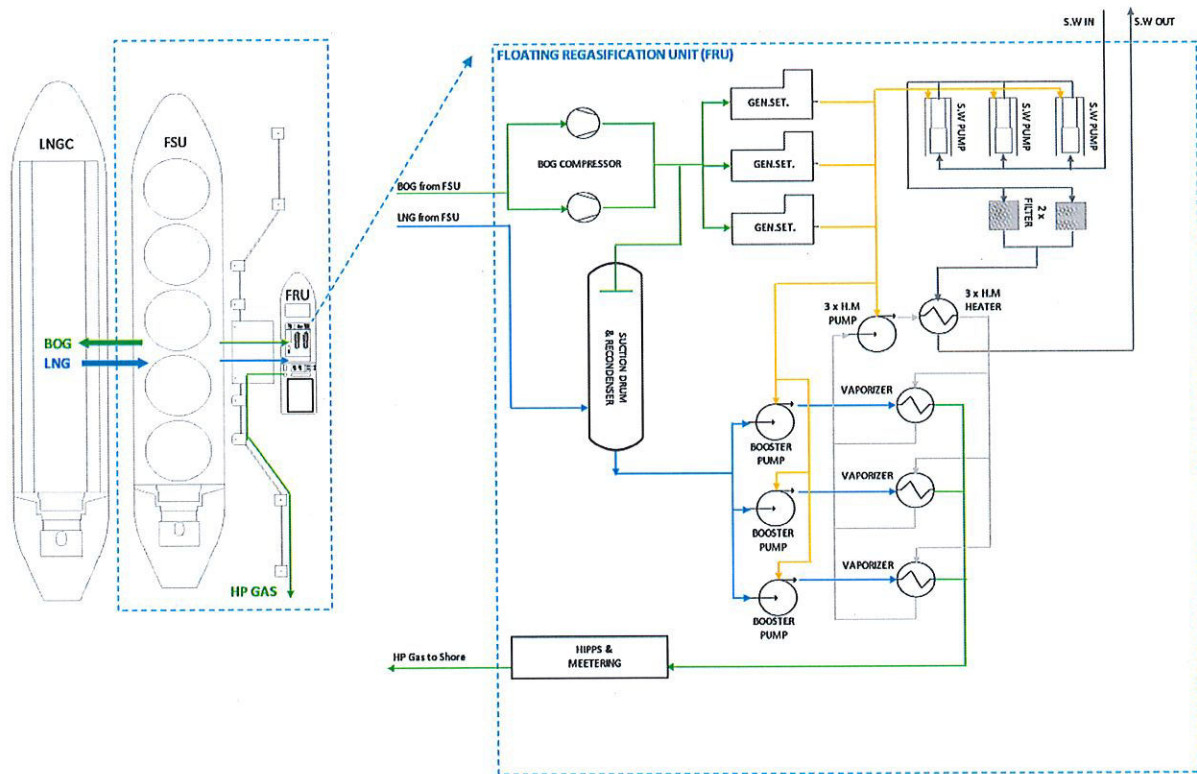 S.W IN
S.W OUT
FLOATING REGASIFICATION UNIT (FRU)
LNGC
FSU
FRU
BOG
LNG
HP GAS
BOG from FSU
LNG from FSU
BOG COMPRESSOR
GEN.SET.
GEN.SET.
GEN.SET.
S.W PUMP
S.W PUMP
S.W PUMP
2 x
FILTER
SUCTION DRUM
& RECONDENSER
3 x H.M
PUMP
3 x H.M
HEATER
VAPORIZER
BOOSTER
PUMP
VAPORIZER
BOOSTER
PUMP
VAPORIZER
BOOSTER
PUMP
HP Gas to Shore
HIPPS &
MEETERING